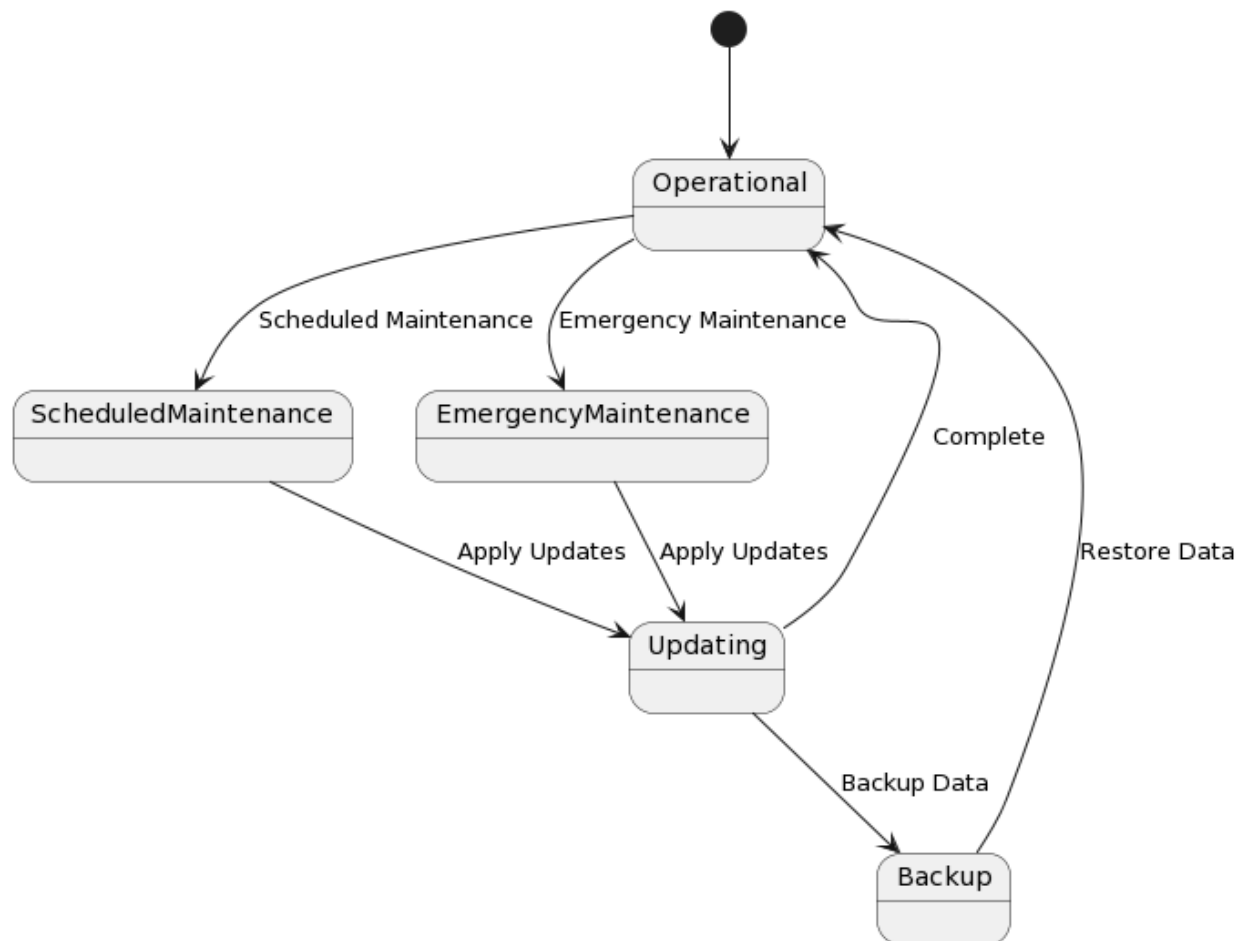 Operational
Scheduled Maintenance
Emergency Maintenance
ScheduledMaintenance
EmergencyMaintenance
Complete
Apply Updates
Apply Updates
Restore Data
Updating
Backup Data
Backup